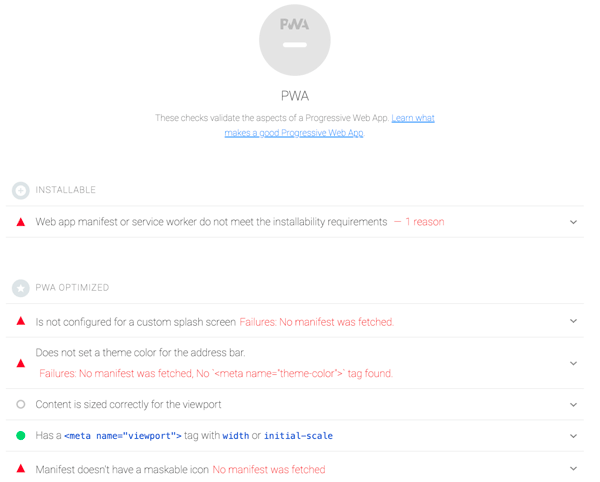 PWA
PWA
These checks validate the aspects of a Progressive Web App. Learn what
makes a good Progressive Web App.
INSTALLABLE
Web app manifest or service worker do not meet the installability requirements — 1 reason
PWA OPTIMIZED
Is not configured for a custom splash screen Failures: No manifest was fetched.
Does not set a theme color for the address bar.
Failures: No manifest was fetched, No `<meta name="theme-color">` tag found.
Content is sized correctly for the viewport
Has a <meta name="viewport"> tag with width or initial-scale
Manifest doesn't have a maskable icon No manifest was fetched